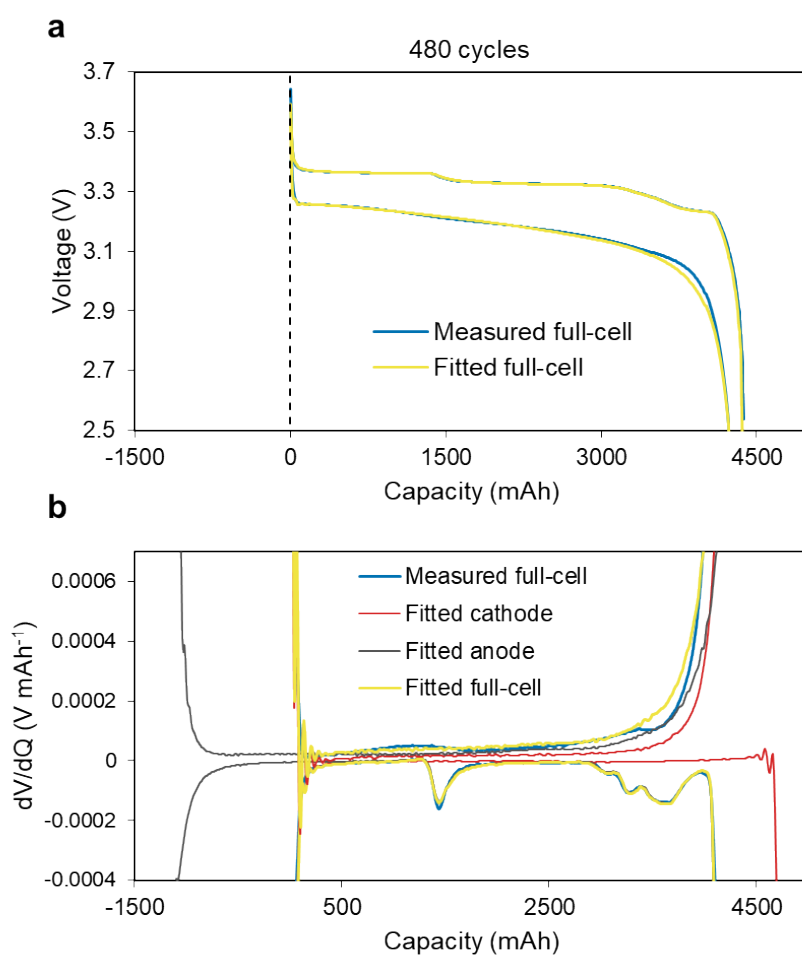 a
480 cycles
3.7
3.5
3.3
3.1
2.9
2.7
2.5
Voltage (V)
Measured full-cell
Fitted full-cell
-1500 0 1500 3000 4500
Capacity (mAh)
b
0.0006
0.0004
0.0002
0
-0.0002
-0.0004
dV/dQ (V mAh⁻¹)
Measured full-cell
Fitted cathode
Fitted anode
Fitted full-cell
-1500 500 2500 4500
Capacity (mAh)